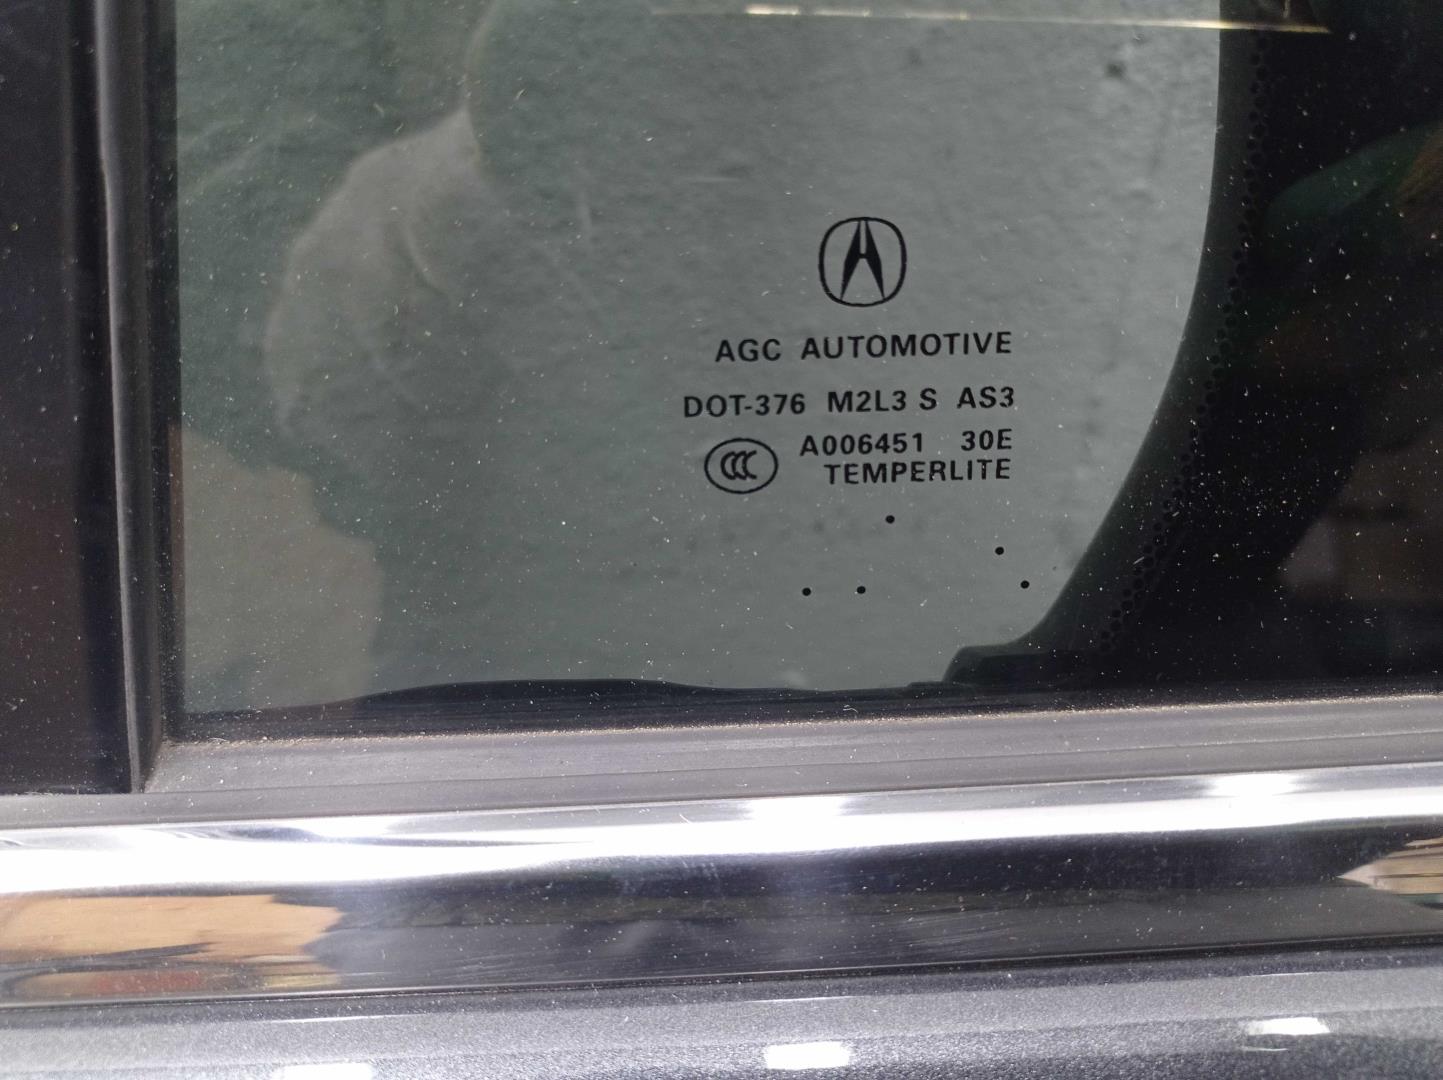 AGC AUTOMOTIVE
DOT-376 M2L3 S AS3
CCC A006451 30E
TEMPERLITE